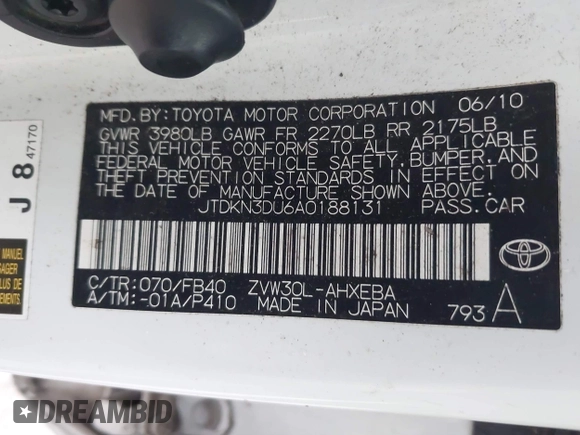 MFD.BY:TOYOTA MOTOR CORPORATION 06/10
GVWR 3980LB GAWR FR 2270LB RR 2175LB
THIS VEHICLE CONFORMS TO ALL APPLICABLE
FEDERAL MOTOR VEHICLE SAFETY,BUMPER,AND
THEFT PREVENTION STANDARDS IN EFFECT ON
THE DATE OF MANUFACTURE SHOWN ABOVE.
JTDKN3DU6A0188131 PASS.CAR
C/TR:070/FB40 ZVW30L-AHXEBA
A/TM:-01A/P410 MADE IN JAPAN 793 A
J 8 47170
MANUEL
PLUS DE
DREAMBID